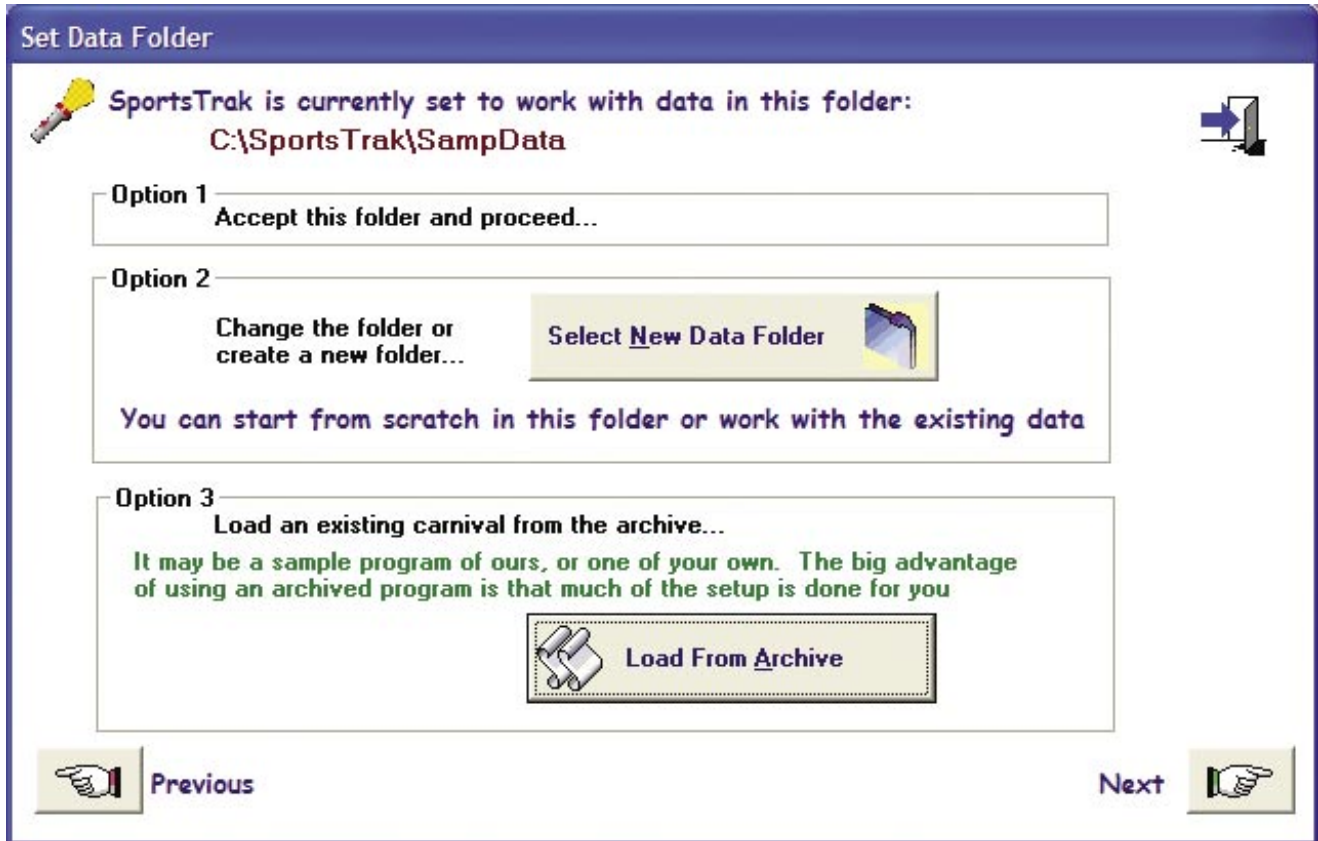 Set Data Folder
SportsTrak is currently set to work with data in this folder:
C:\SportsTrak\SampData
Option 1
Accept this folder and proceed...
Option 2
Change the folder or
create a new folder...
Select New Data Folder
You can start from scratch in this folder or work with the existing data
Option 3
Load an existing carnival from the archive...
It may be a sample program of ours, or one of your own.  The big advantage
of using an archived program is that much of the setup is done for you
Load From Archive
Previous
Next